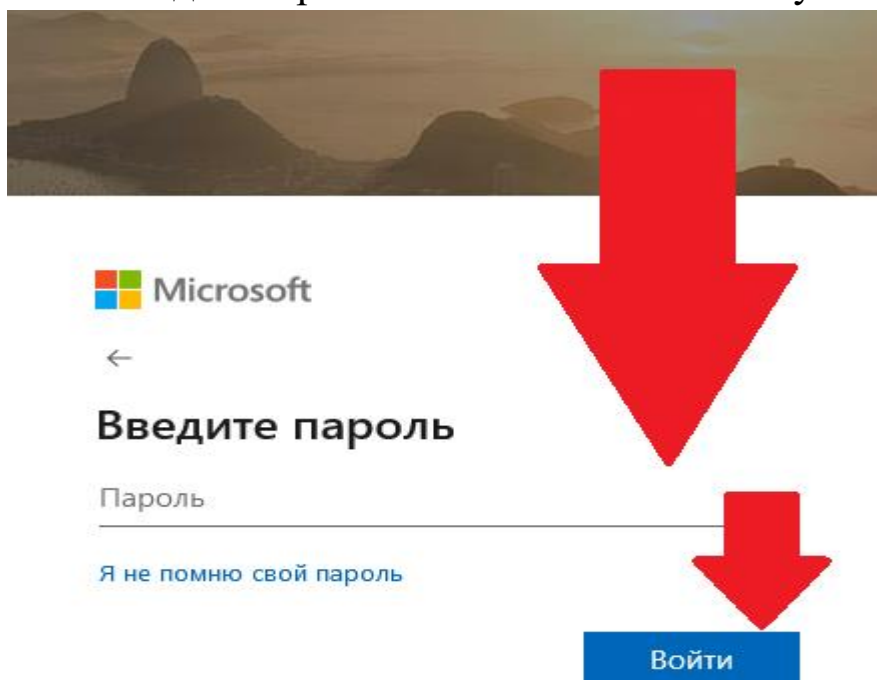 Microsoft
←
Введите пароль
Пароль
Я не помню свой пароль
Войти